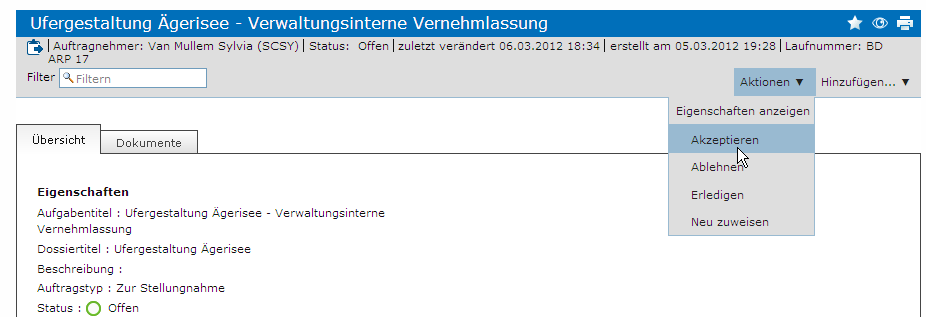 Ufergestaltung Ägerisee - Verwaltungsinterne Vernehmlassung
Auftragnehmer: Van Mullem Sylvia (SCSY) | Status: Offen | zuletzt verändert 06.03.2012 18:34 | erstellt am 05.03.2012 19:28 | Laufnummer: BD
ARP 17
Filter Filtern
Aktionen ▼ Hinzufügen... ▼
Eigenschaften anzeigen
Akzeptieren
Ablehnen
Erledigen
Neu zuweisen
Übersicht Dokumente
Eigenschaften
Aufgabentitel : Ufergestaltung Ägerisee - Verwaltungsinterne
Vernehmlassung
Dossiertitel : Ufergestaltung Ägerisee
Beschreibung :
Auftragstyp : Zur Stellungnahme
Status : Offen